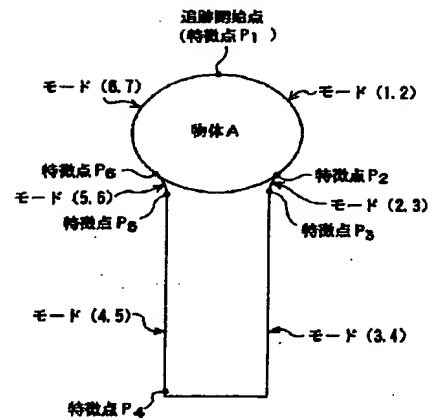 追跡開始点
(特徴点P1)
モード(6.7)
モード(1.2)
物体A
特徴点P6
特徴点P2
モード(5.6)
モード(2.3)
特徴点P5
特徴点P3
モード(4.5)
モード(3.4)
特徴点P4